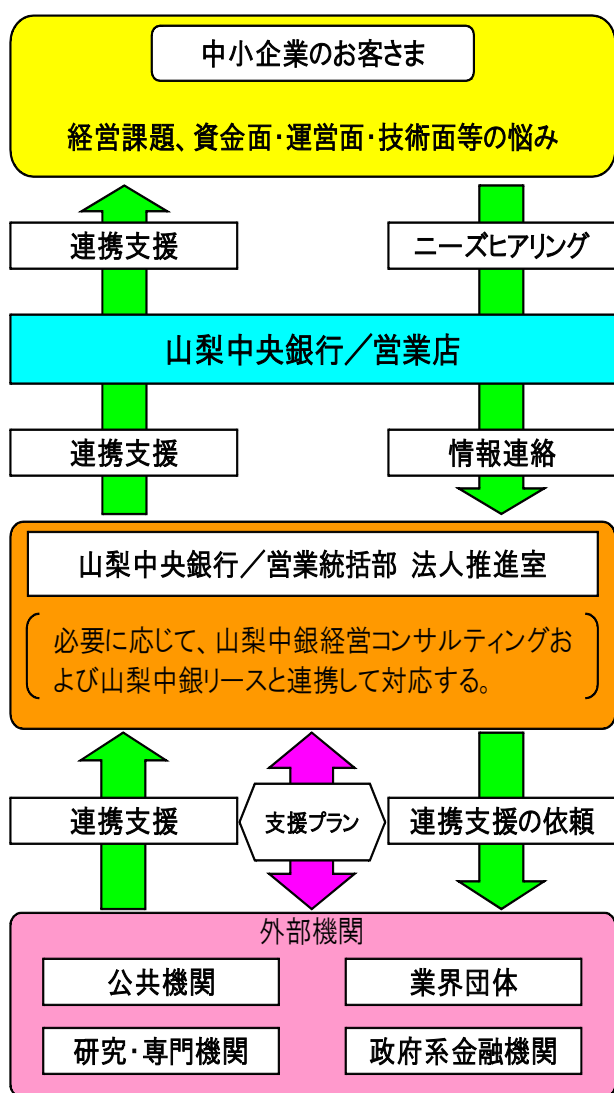 中小企業のお客さま
経営課題、資金面・運営面・技術面等の悩み
連携支援
ニーズヒアリング
山梨中央銀行／営業店
連携支援
情報連絡
山梨中央銀行／営業統括部 法人推進室
必要に応じて、山梨中銀経営コンサルティングお
よび山梨中銀リースと連携して対応する。
連携支援
支援プラン
連携支援の依頼
外部機関
公共機関
業界団体
研究・専門機関
政府系金融機関